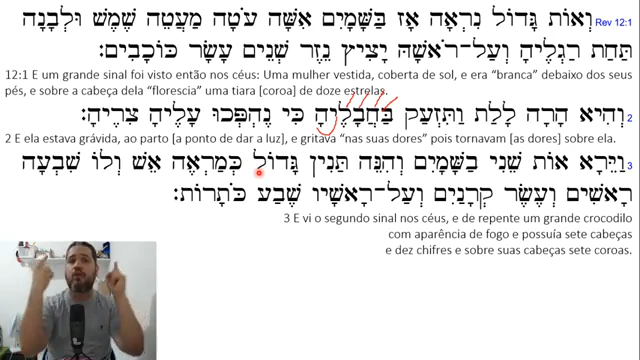 Rev 12:1 וְאוֹת גָּדוֹל נִרְאָה אָז בַּשָּׁמָיִם אִשָּׁה עֹטָה מַעֲטֵה שֶׁמֶשׁ וּלְבָנָה
תַּחַת רַגְלֶיהָ וְעַל־רֹאשָׁהּ יָצִיץ נֵזֶר שְׁנֵים עָשָׂר כּוֹכָבִים׃
12:1 E um grande sinal foi visto então nos céus: Uma mulher vestida, coberta de sol, e era “branca” debaixo dos seus
pés, e sobre a cabeça dela “florescia” uma tiara [coroa] de doze estrelas.
2 וְהִיא הָרָה לָלַת וַתִּזְעַק בַּחֲבָלֶיהָ כִּי נֶהֶפְכוּ עָלֶיהָ צִרֶיהָ׃
2 E ela estava grávida, ao parto [a ponto de dar a luz], e gritava “nas suas dores” pois tornavam [as dores] sobre ela.
3 וַיֵּרָא אוֹת שֵׁנִי בַּשָּׁמָיִם וְהִנֵּה תַּנִּין גָּדוֹל כְּמַרְאֵה אֵשׁ וְלוֹ שִׁבְעָה
רָאשִׁים וְעֶשֶׂר קְרָנַיִם וְעַל־רָאשָׁיו שֶׁבַע כֹּתָרוֹת׃
3 E vi o segundo sinal nos céus, e de repente um grande crocodilo
com aparência de fogo e possuía sete cabeças
e dez chifres e sobre suas cabeças sete coroas.